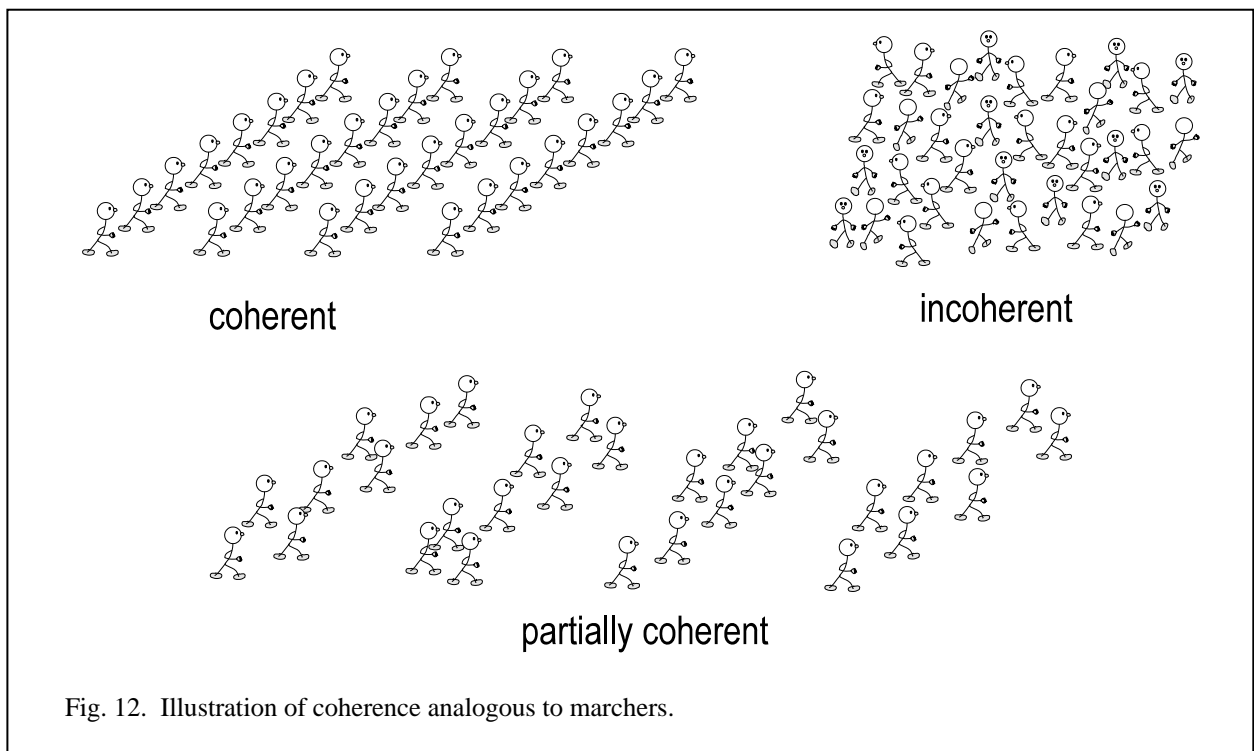 coherent
incoherent
partially coherent
Fig. 12. Illustration of coherence analogous to marchers.